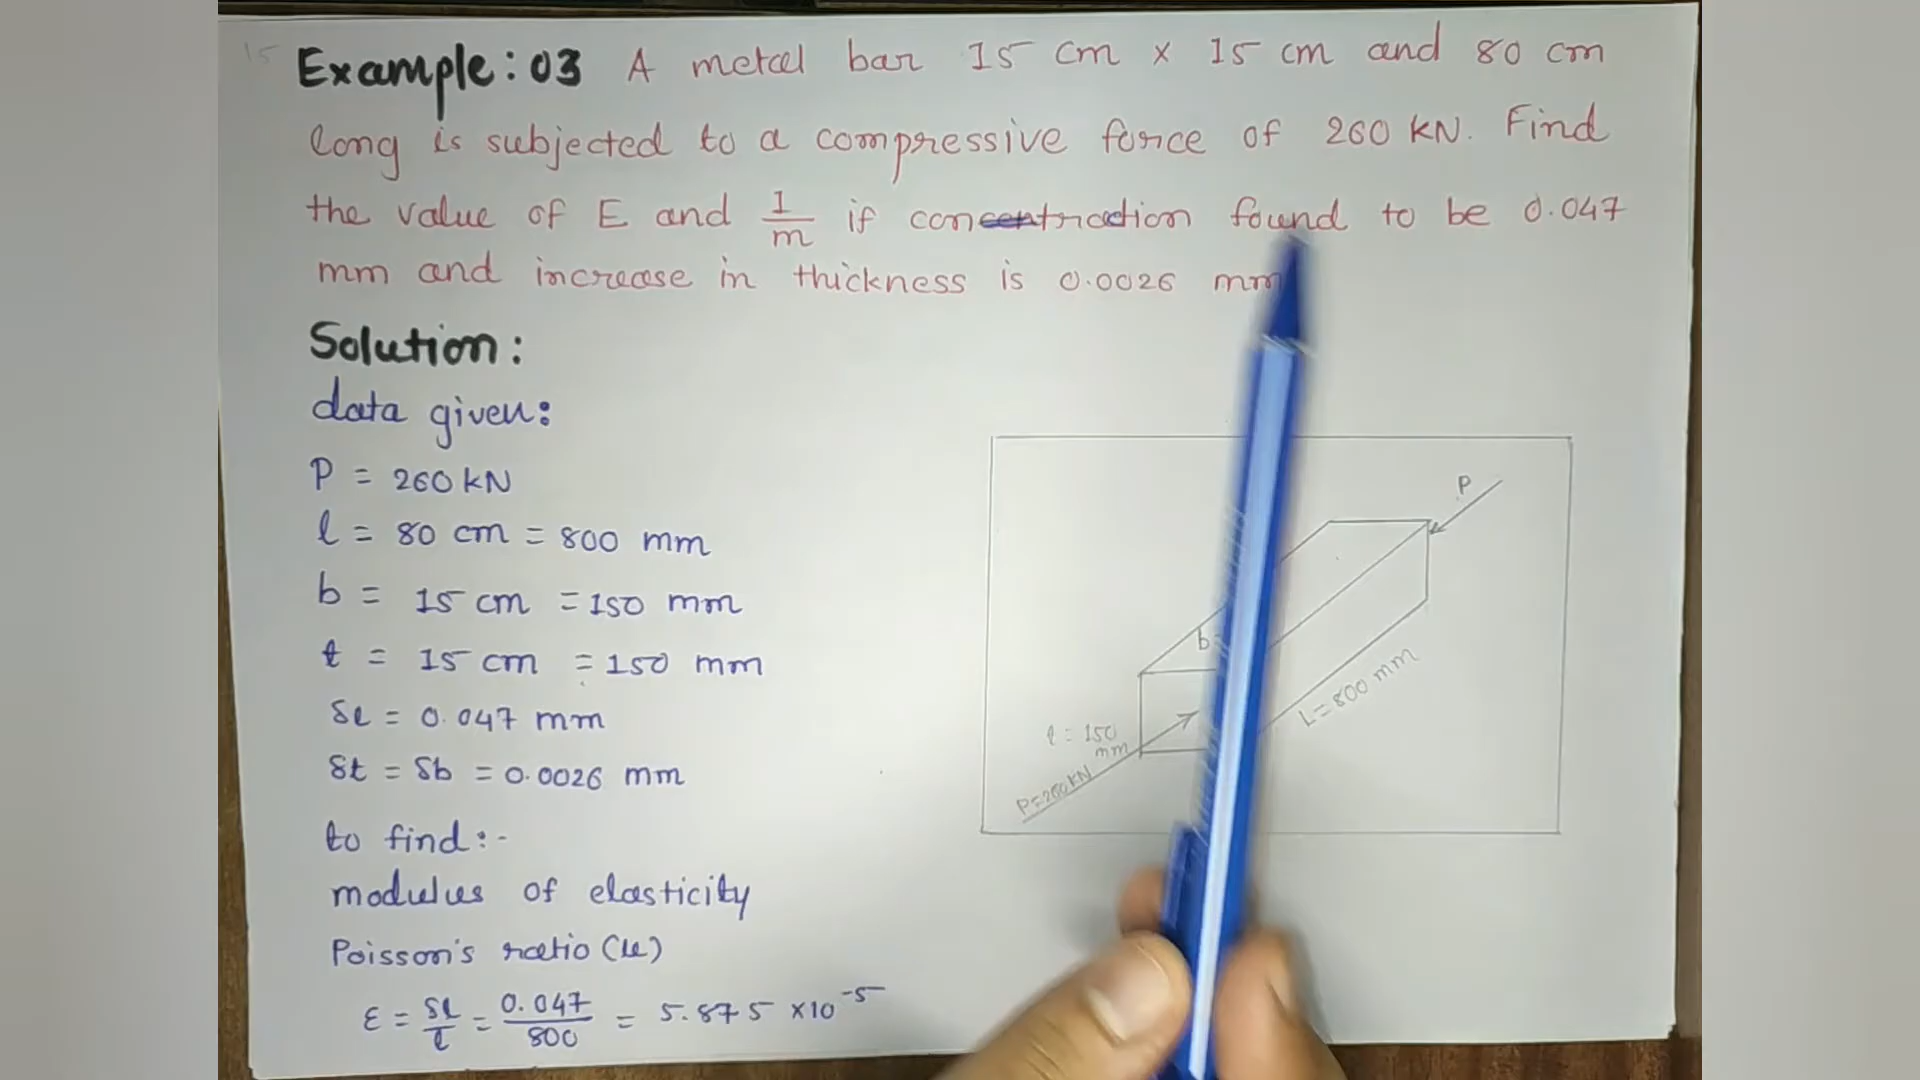 15
Example: 03 A metal bar 15 cm x 15 cm and 80 cm
long is subjected to a compressive force of 260 KN. Find
the value of E and 1/m if contraction found to be 0.047
mm and increase in thickness is 0.0026 mm
Solution:
data given:
P = 260 KN
l = 80 cm = 800 mm
b = 15 cm = 150 mm
t = 15 cm = 150 mm
δl = 0.047 mm
δt = δb = 0.0026 mm
to find:-
modulus of elasticity
Poisson's ratio (μ)
ε = δl/l = 0.047/800 = 5.875 × 10⁻⁵
P
b
L = 800 mm
t = 150
mm
P=260KN